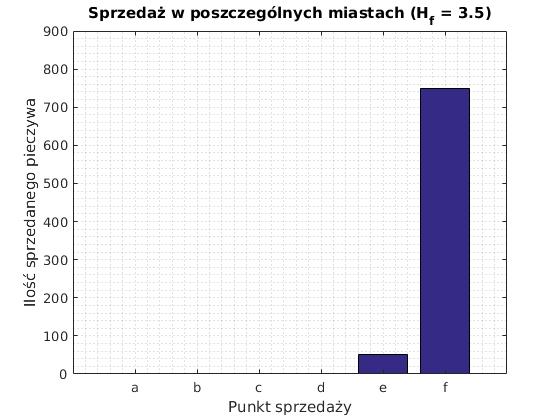 Sprzedaż w poszczególnych miastach (H_f = 3.5)
900
800
700
600
500
400
300
200
100
0
Ilość sprzedanego pieczywa
a b c d e f
Punkt sprzedaży